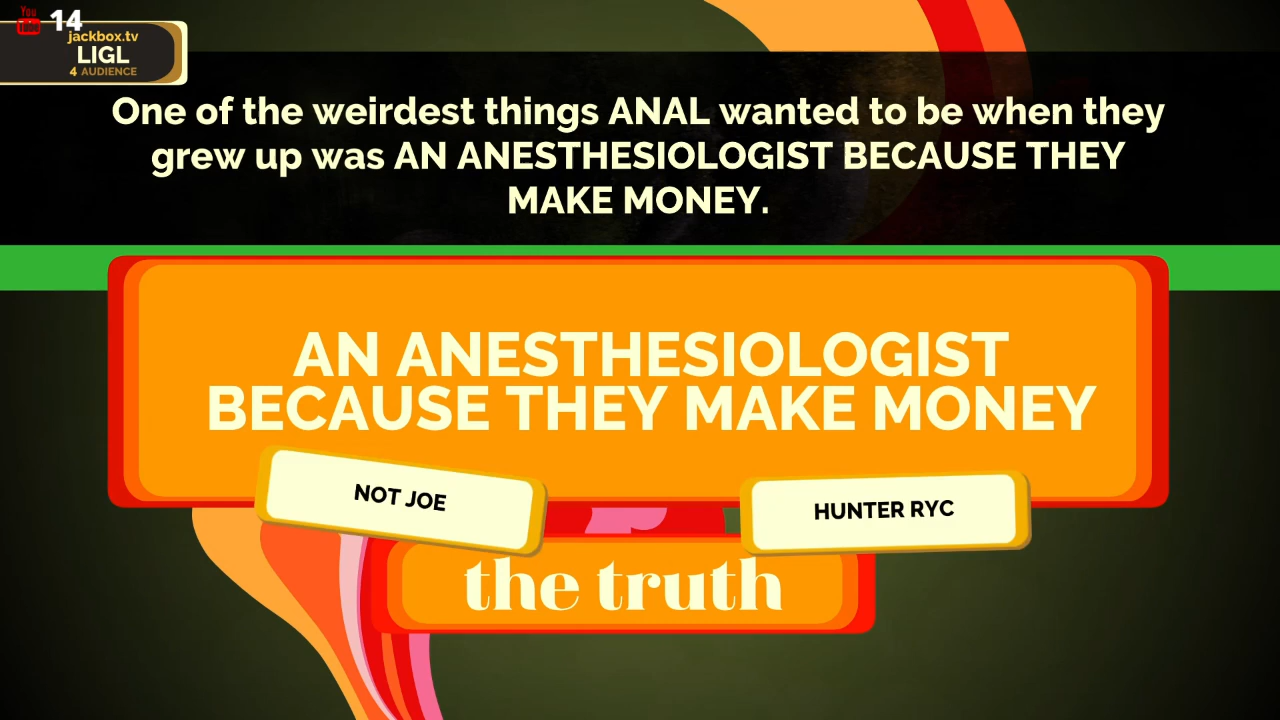 You
Tube
14
jackbox.tv
LIGL
4 AUDIENCE
One of the weirdest things ANAL wanted to be when they
grew up was AN ANESTHESIOLOGIST BECAUSE THEY
MAKE MONEY.
AN ANESTHESIOLOGIST
BECAUSE THEY MAKE MONEY
NOT JOE
HUNTER RYC
the truth